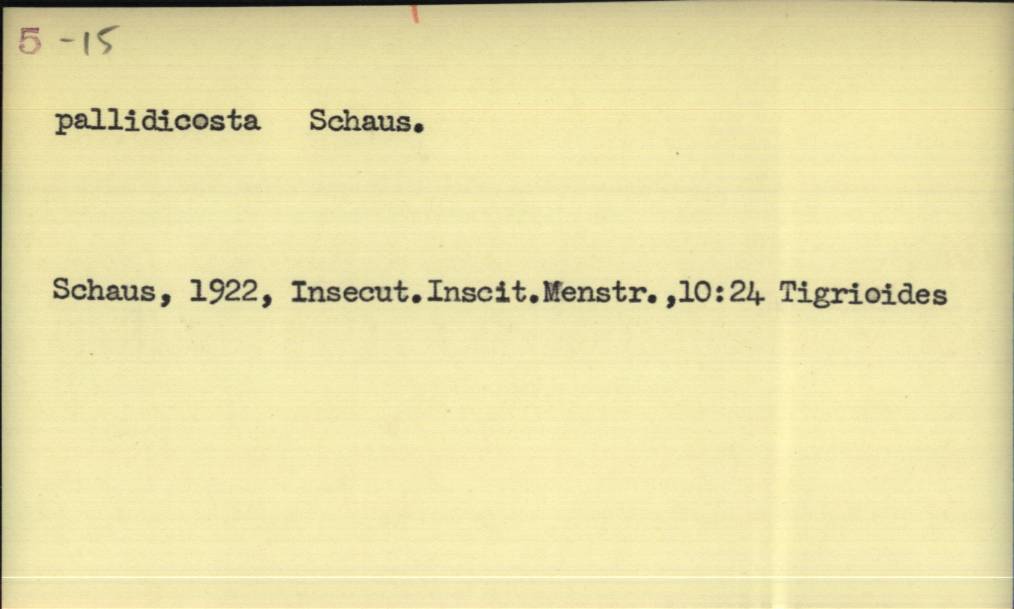 5 -15
pallidicosta Schaus.
Schaus, 1922, Insecut.Inscit.Menstr.,10:24 Tigrioides